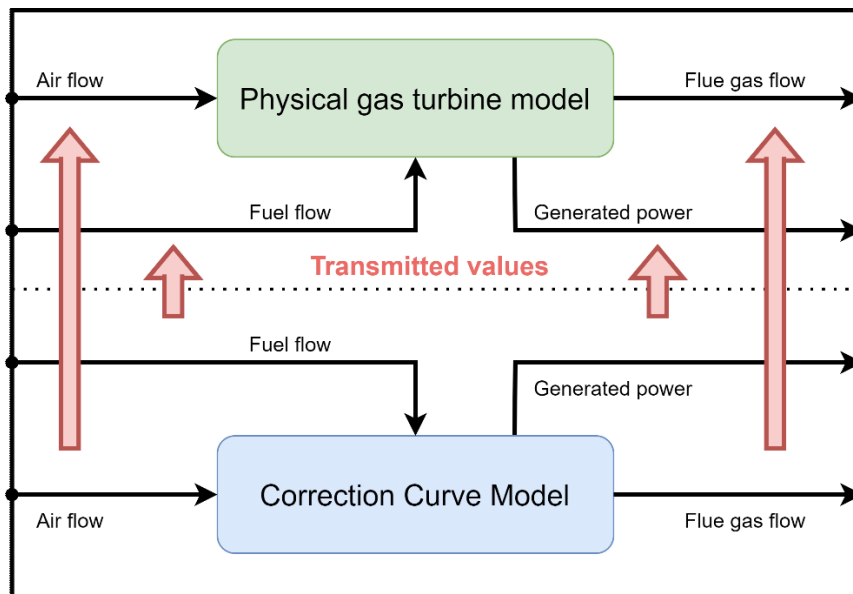 Air flow
Physical gas turbine model
Flue gas flow
Fuel flow
Generated power
Transmitted values
Fuel flow
Generated power
Correction Curve Model
Air flow
Flue gas flow